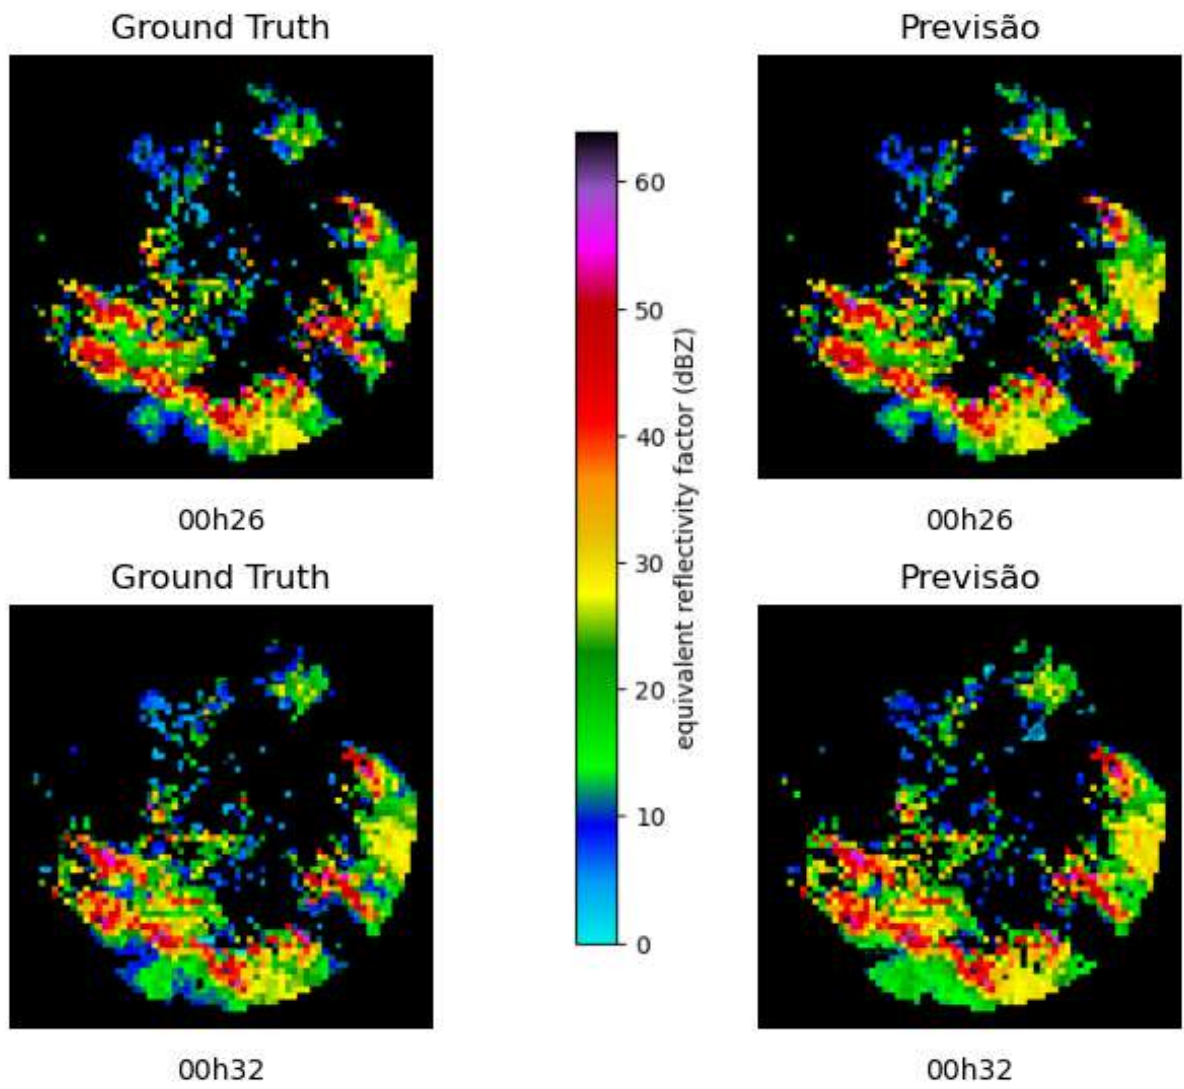 Ground Truth
Previsão
00h26
00h26
60
50
40
30
20
10
0
equivalent reflectivity factor (dBZ)
Ground Truth
Previsão
00h32
00h32